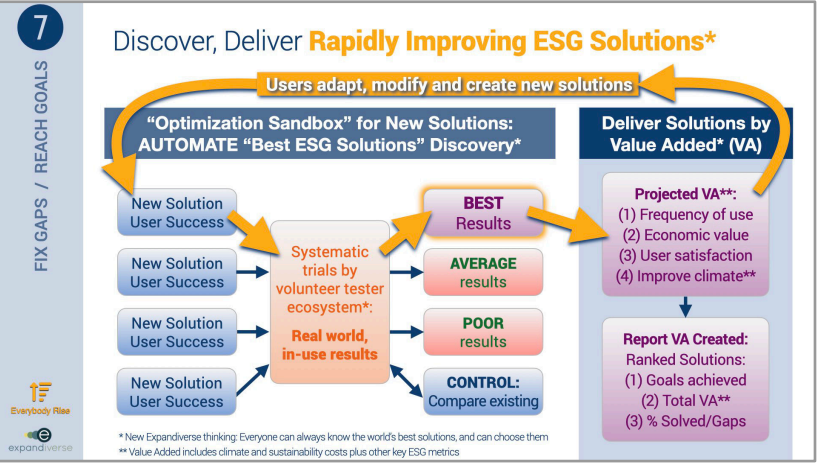 7
FIX GAPS / REACH GOALS
Discover, Deliver Rapidly Improving ESG Solutions*
Users adapt, modify and create new solutions
“Optimization Sandbox” for New Solutions:
AUTOMATE “Best ESG Solutions” Discovery*
New Solution
User Success
New Solution
User Success
New Solution
User Success
New Solution
User Success
Systematic
trials by
volunteer tester
ecosystem*:
Real world,
in-use results
BEST
Results
AVERAGE
results
POOR
results
CONTROL:
Compare existing
Deliver Solutions by
Value Added* (VA)
Projected VA**:
(1) Frequency of use
(2) Economic value
(3) User satisfaction
(4) Improve climate**
Report VA Created:
Ranked Solutions:
(1) Goals achieved
(2) Total VA**
(3) % Solved/Gaps
* New Expandiverse thinking: Everyone can always know the world's best solutions, and can choose them
** Value Added includes climate and sustainability costs plus other key ESG metrics
Everybody Rise
expandiverse